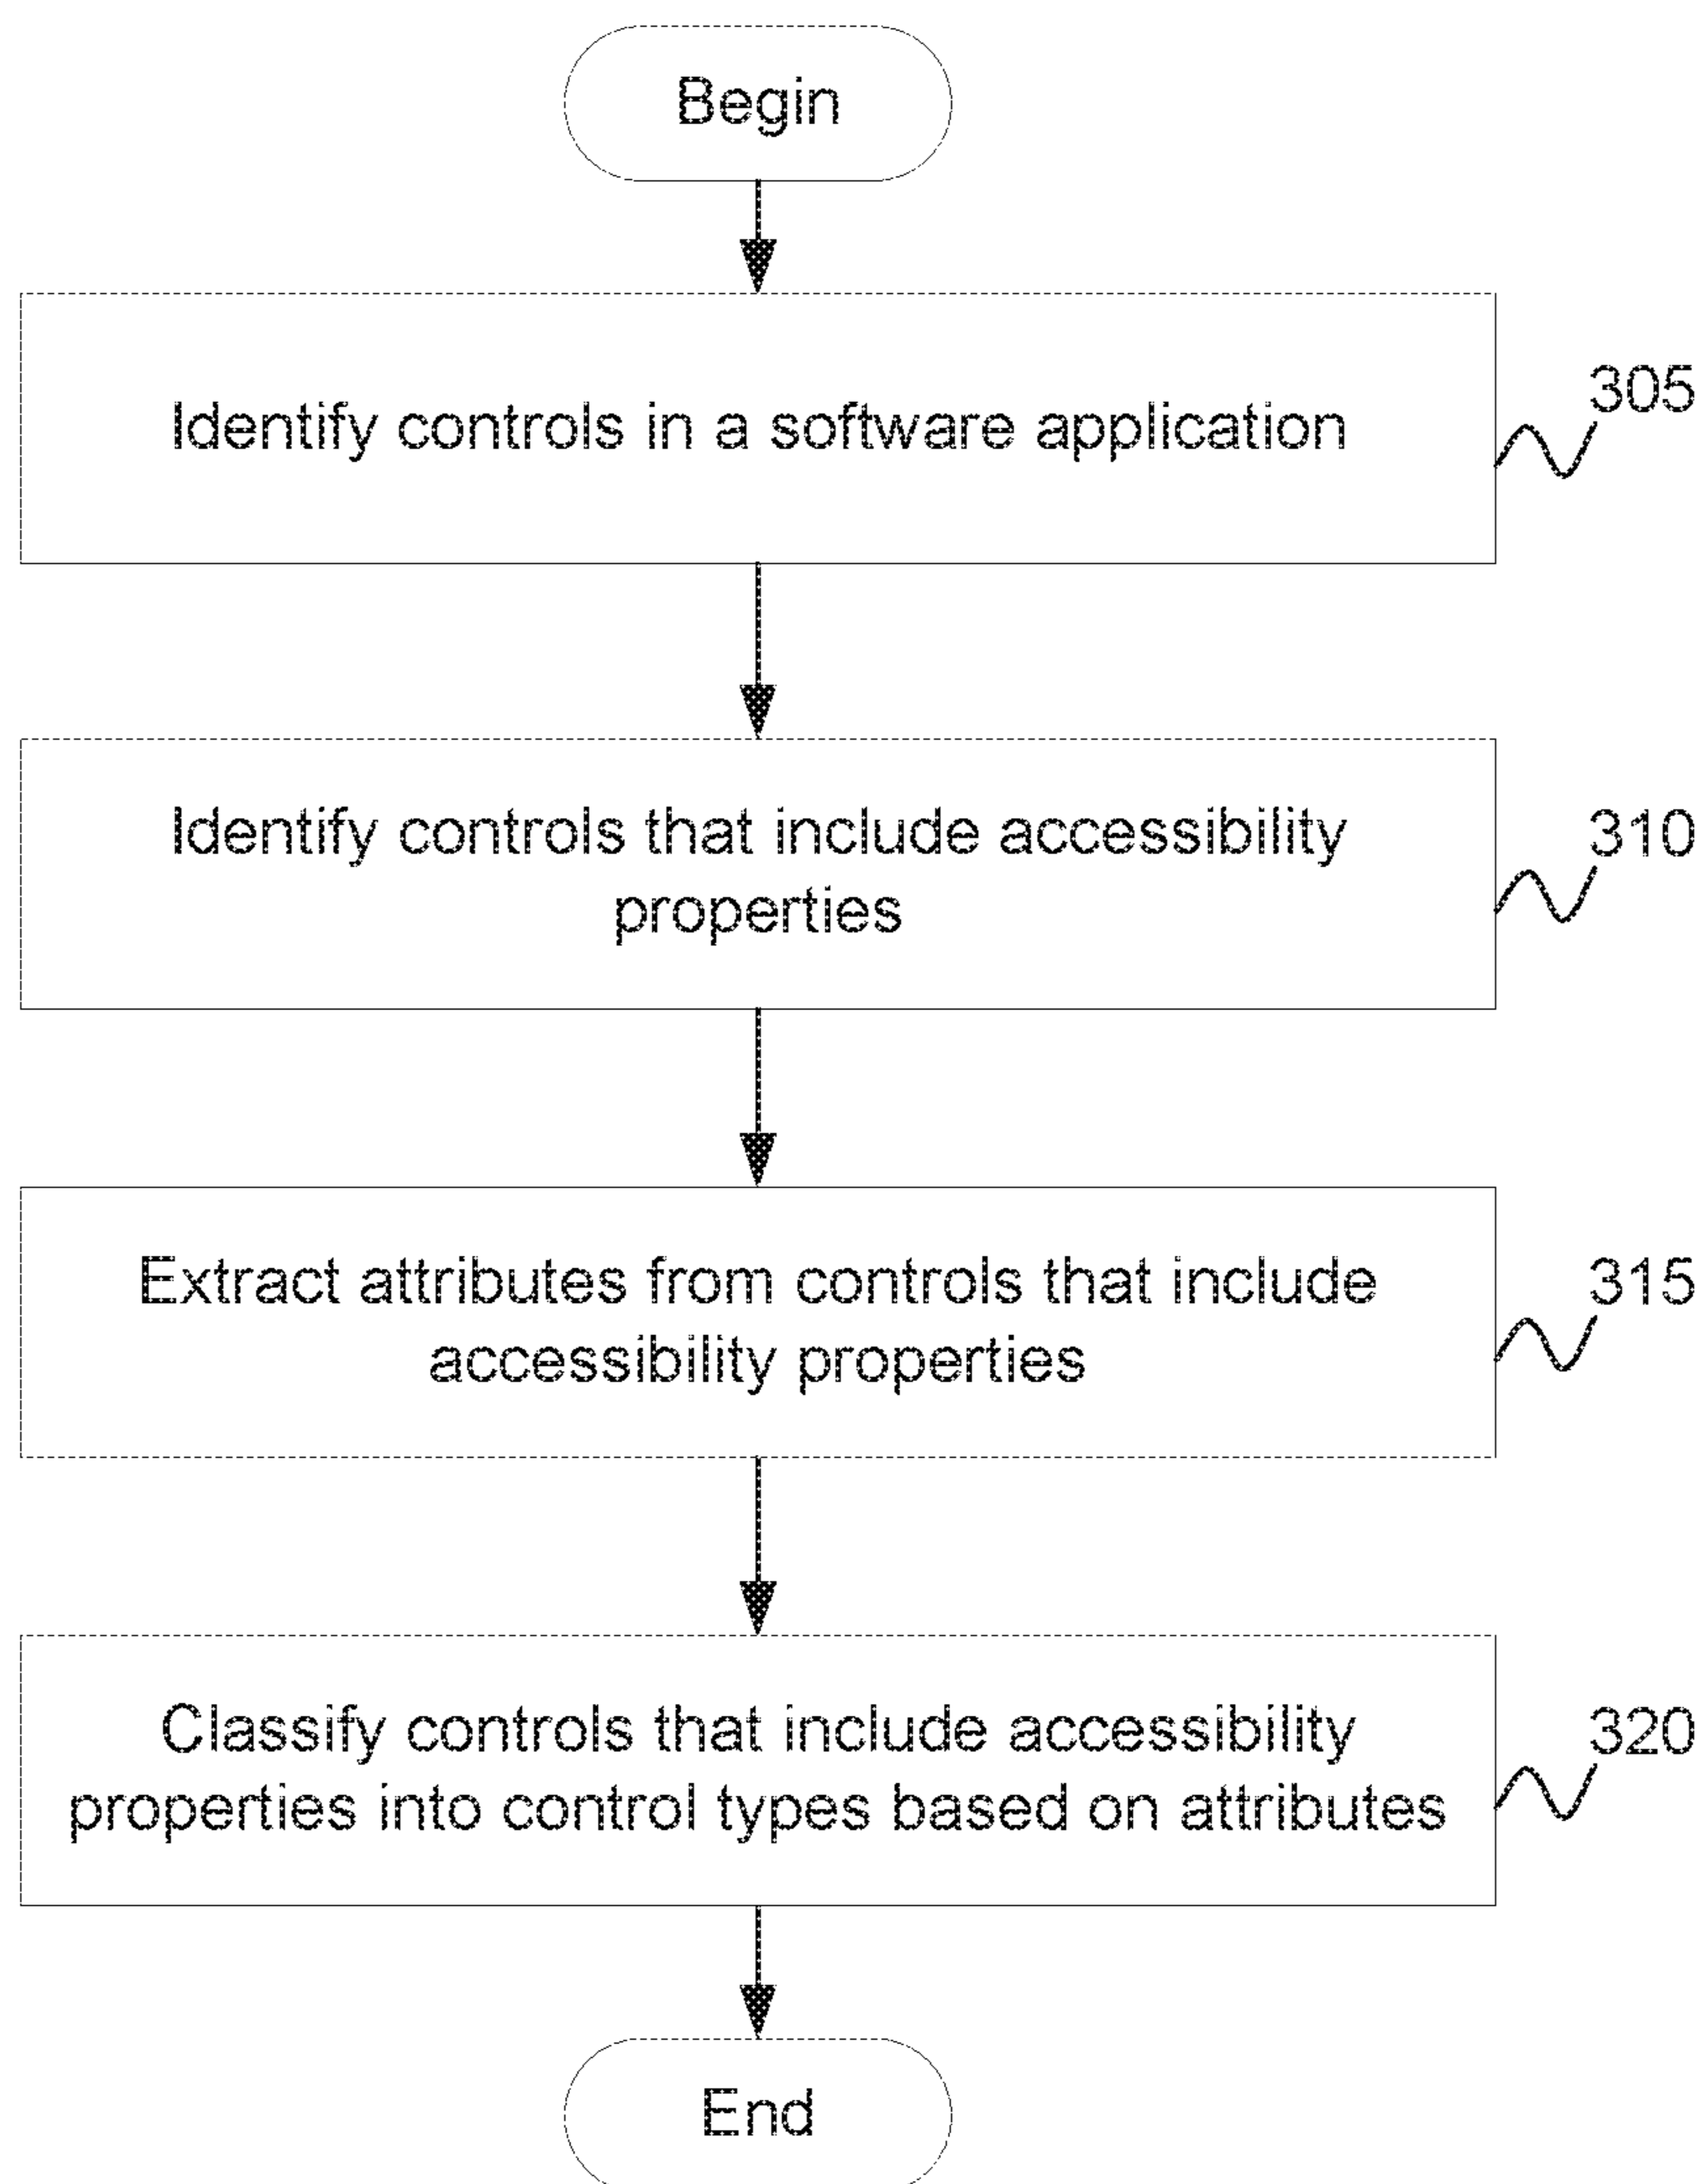 Begin
Identify controls in a software application
305
Identify controls that include accessibility
properties
310
Extract attributes from controls that include
accessibility properties
315
Classify controls that include accessibility
properties into control types based on attributes
320
End